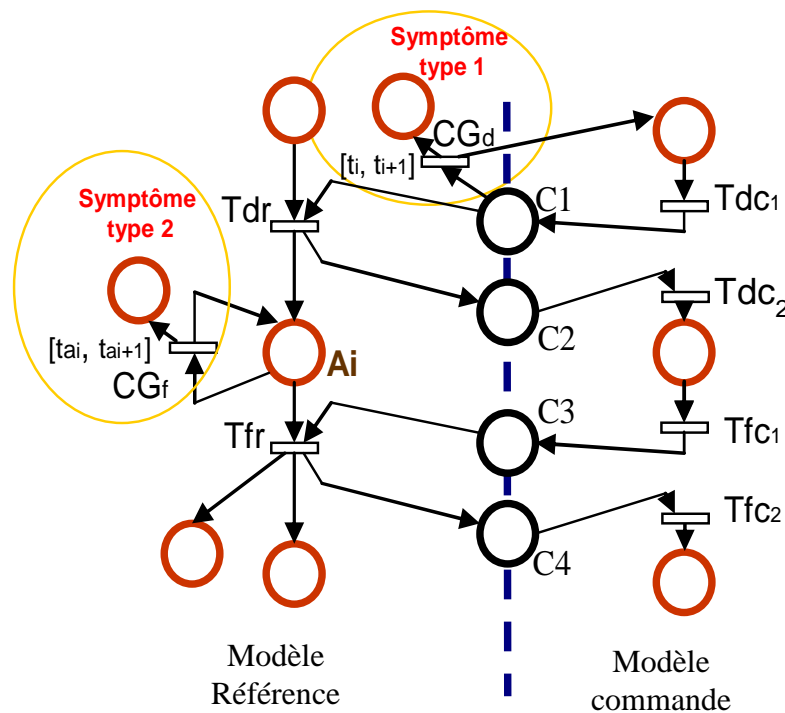 Symptôme
type 1
CGd
[ti, ti+1]
C1
Tdc1
Tdr
Symptôme
type 2
Tdc2
C2
[tai, tai+1]
Ai
CGf
C3
Tfc1
Tfr
Tfc2
C4
Modèle
Référence
Modèle
commande